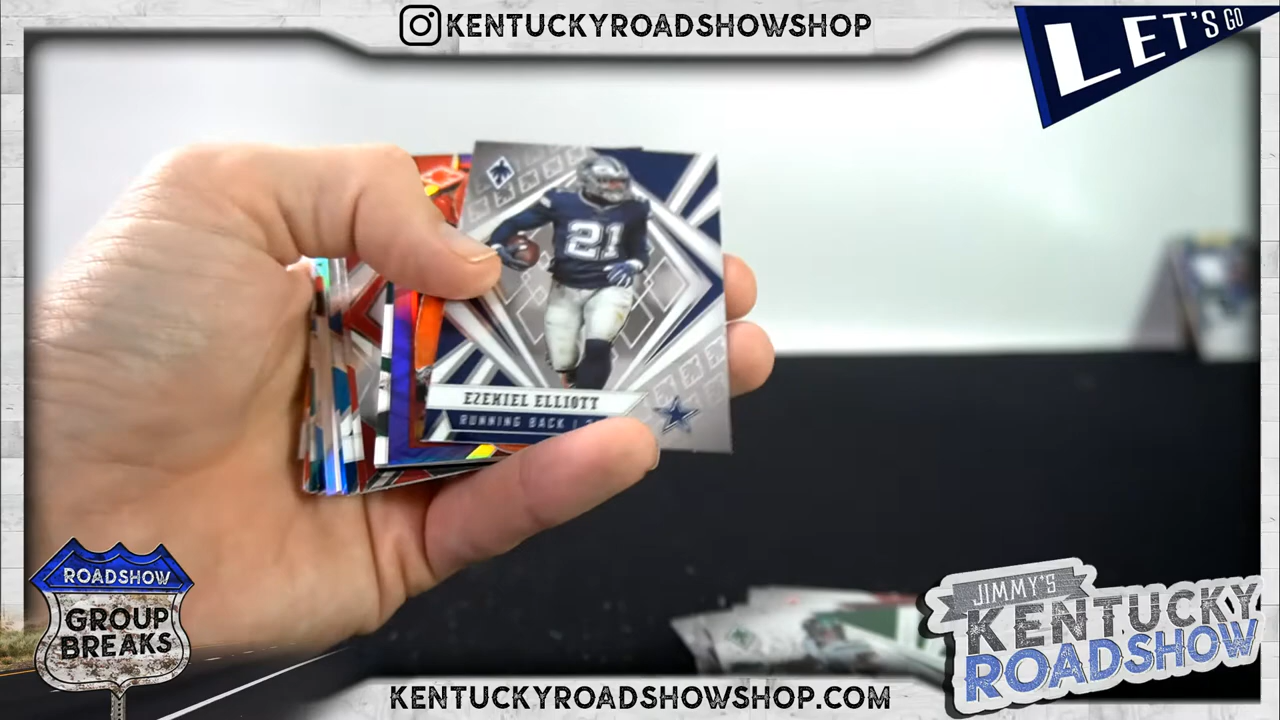 KENTUCKYROADSHOWSHOP
LET'S GO
21
EZEKIEL ELLIOTT
RUNNING BACK |
ROADSHOW
GROUP
BREAKS
JIMMY'S
KENTUCKY
ROADSHOW
KENTUCKYROADSHOWSHOP.COM